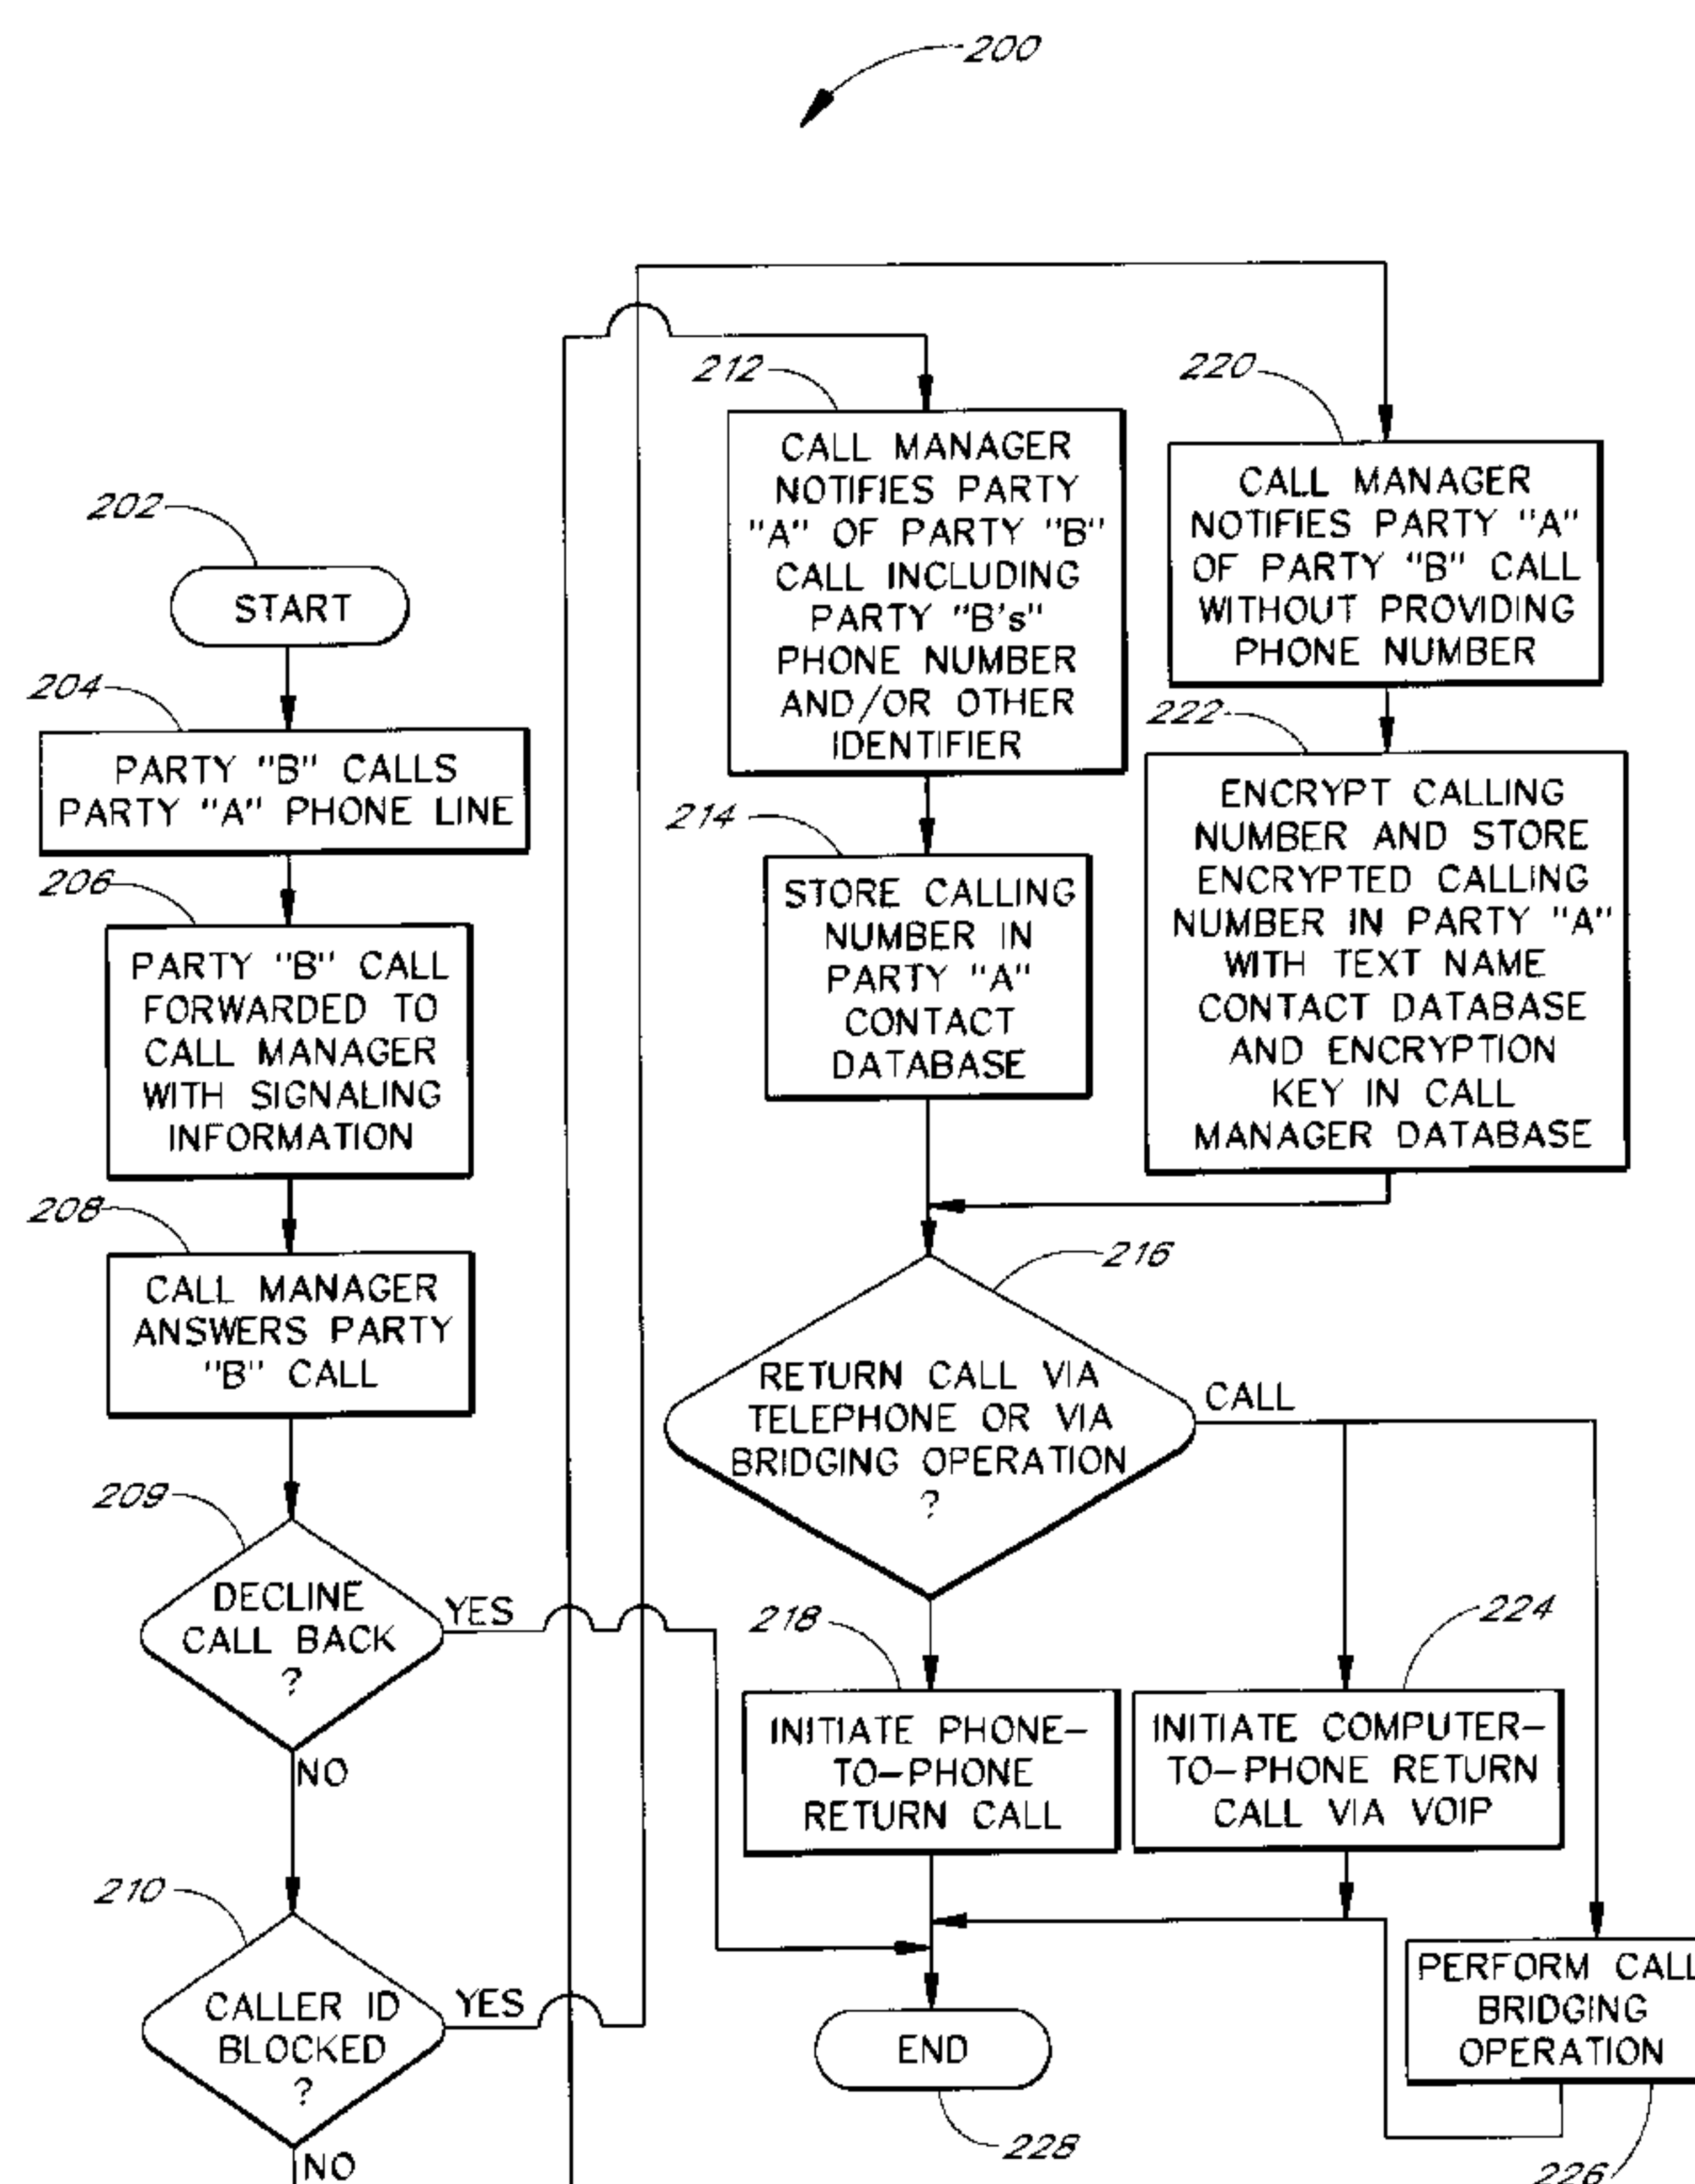 200
202
START
204
PARTY "B" CALLS
PARTY "A" PHONE LINE
206
PARTY "B" CALL
FORWARDED TO
CALL MANAGER
WITH SIGNALING
INFORMATION
208
CALL MANAGER
ANSWERS PARTY
"B" CALL
209
DECLINE
CALL BACK
?
YES
NO
210
CALLER ID
BLOCKED
?
YES
NO
212
CALL MANAGER
NOTIFIES PARTY
"A" OF PARTY "B"
CALL INCLUDING
PARTY "B's"
PHONE NUMBER
AND/OR OTHER
IDENTIFIER
214
STORE CALLING
NUMBER IN
PARTY "A"
CONTACT
DATABASE
220
CALL MANAGER
NOTIFIES PARTY "A"
OF PARTY "B" CALL
WITHOUT PROVIDING
PHONE NUMBER
222
ENCRYPT CALLING
NUMBER AND STORE
ENCRYPTED CALLING
NUMBER IN PARTY "A"
WITH TEXT NAME
CONTACT DATABASE
AND ENCRYPTION
KEY IN CALL
MANAGER DATABASE
216
RETURN CALL VIA
TELEPHONE OR VIA
BRIDGING OPERATION
?
CALL
218
INITIATE PHONE-
TO-PHONE
RETURN CALL
224
INITIATE COMPUTER-
TO-PHONE RETURN
CALL VIA VOIP
PERFORM CALL
BRIDGING
OPERATION
226
END
228